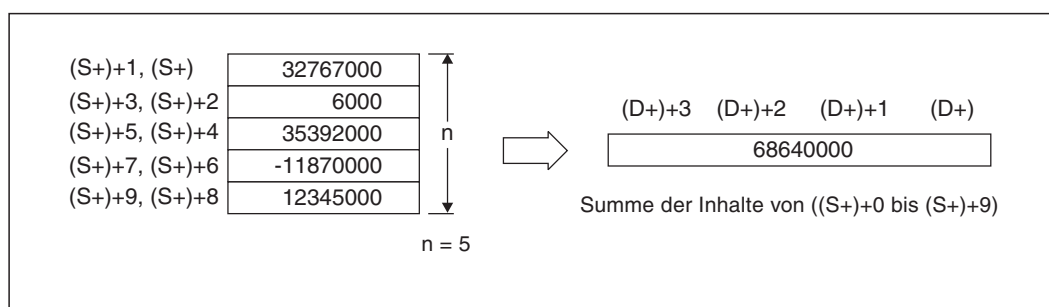 (S+)+1, (S+) 32767000
(S+)+3, (S+)+2 6000
(S+)+5, (S+)+4 35392000
(S+)+7, (S+)+6 -11870000
(S+)+9, (S+)+8 12345000
n
n = 5
(D+)+3 (D+)+2 (D+)+1 (D+)
68640000
Summe der Inhalte von ((S+)+0 bis (S+)+9)